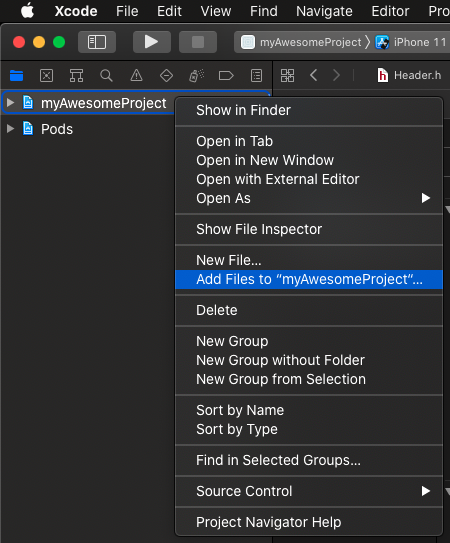 Xcode File Edit View Find Navigate Editor
myAwesomeProject iPhone 11
Header.h
myAwesomeProject
Pods
Show in Finder
Open in Tab
Open in New Window
Open with External Editor
Open As
Show File Inspector
New File...
Add Files to “myAwesomeProject”...
Delete
New Group
New Group without Folder
New Group from Selection
Sort by Name
Sort by Type
Find in Selected Groups...
Source Control
Project Navigator Help